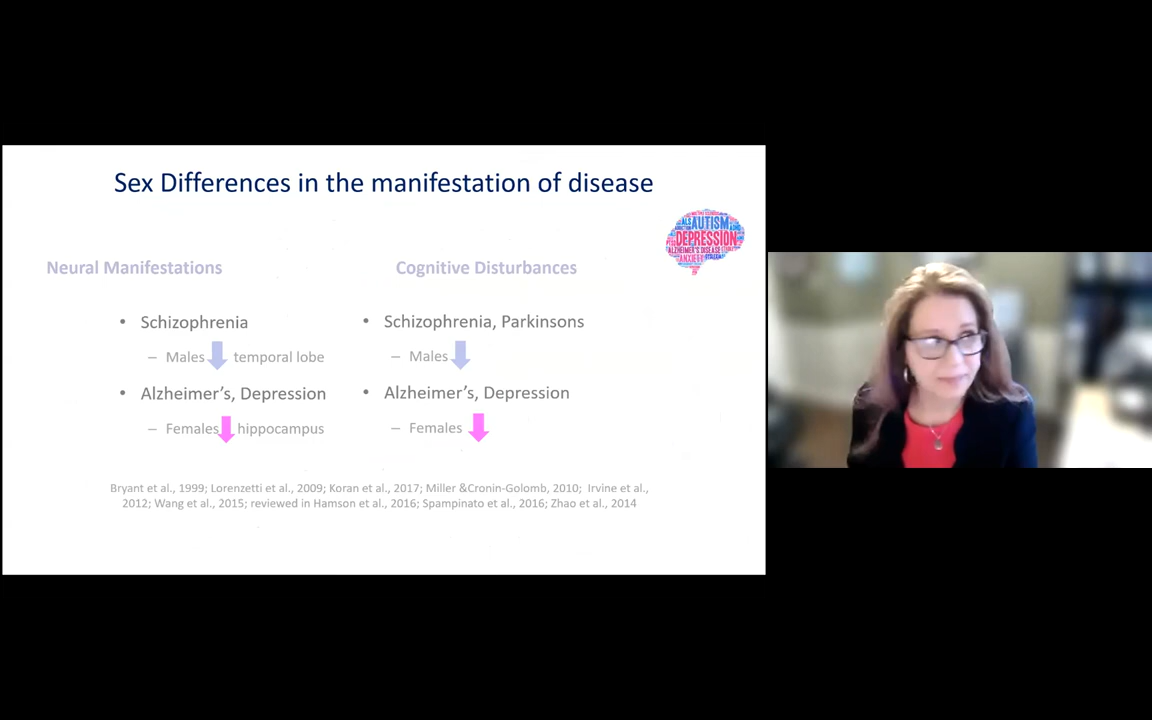 Sex Differences in the manifestation of disease
AUTISM
DEPRESSION
ALZHEIMER'S DISEASE
ANXIETY
Neural Manifestations
Cognitive Disturbances
• Schizophrenia
– Males temporal lobe
• Alzheimer's, Depression
– Females hippocampus
• Schizophrenia, Parkinsons
– Males
• Alzheimer's, Depression
– Females
Bryant et al., 1999; Lorenzetti et al., 2009; Koran et al., 2017; Miller &Cronin-Golomb, 2010; Irvine et al.,
2012; Wang et al., 2015; reviewed in Hamson et al., 2016; Spampinato et al., 2016; Zhao et al., 2014